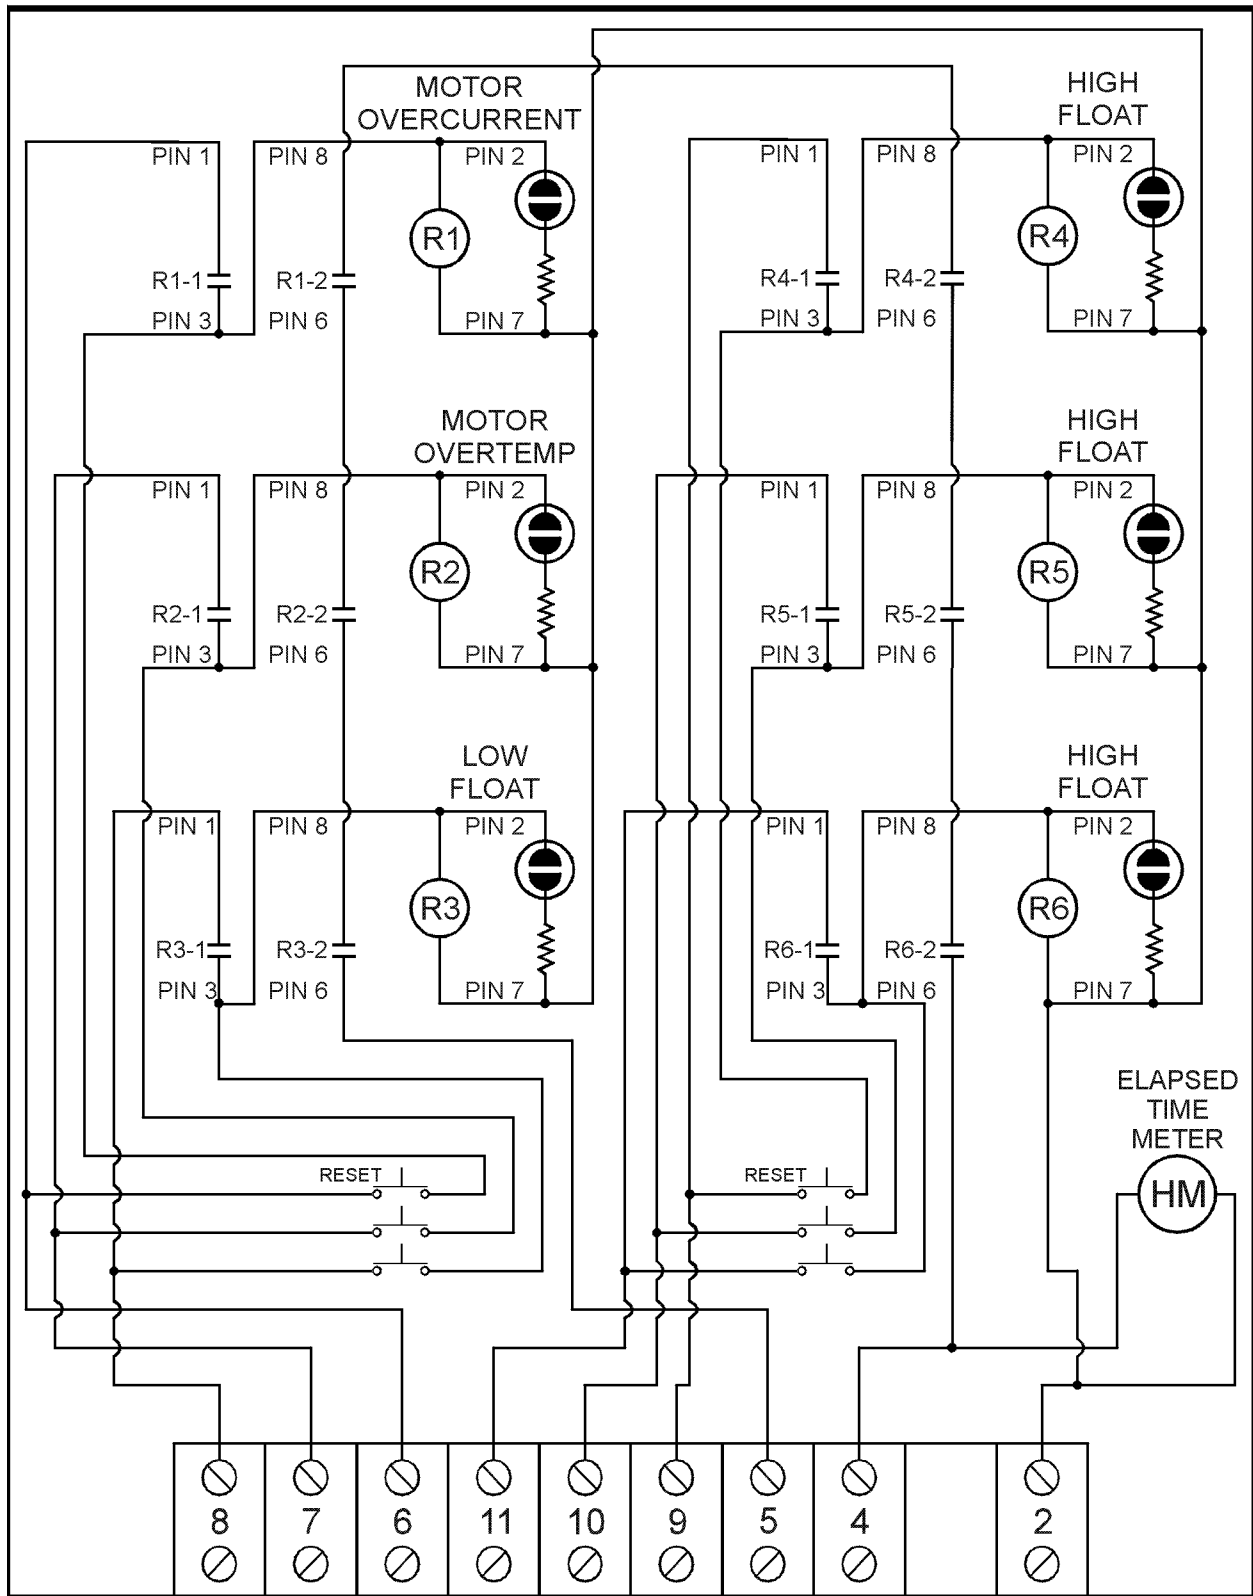 MOTOR
OVERCURRENT
HIGH
FLOAT
PIN 1
PIN 8
PIN 2
PIN 1
PIN 8
PIN 2
R1
R4
R1-1
R1-2
R4-1
R4-2
PIN 3
PIN 6
PIN 7
PIN 3
PIN 6
PIN 7
MOTOR
OVERTEMP
HIGH
FLOAT
PIN 1
PIN 8
PIN 2
PIN 1
PIN 8
PIN 2
R2
R5
R2-1
R2-2
R5-1
R5-2
PIN 3
PIN 6
PIN 7
PIN 3
PIN 6
PIN 7
LOW
FLOAT
HIGH
FLOAT
PIN 1
PIN 8
PIN 2
PIN 1
PIN 8
PIN 2
R3
R6
R3-1
R3-2
R6-1
R6-2
PIN 3
PIN 6
PIN 7
PIN 3
PIN 6
PIN 7
ELAPSED
TIME
METER
RESET
RESET
HM
8
7
6
11
10
9
5
4
2